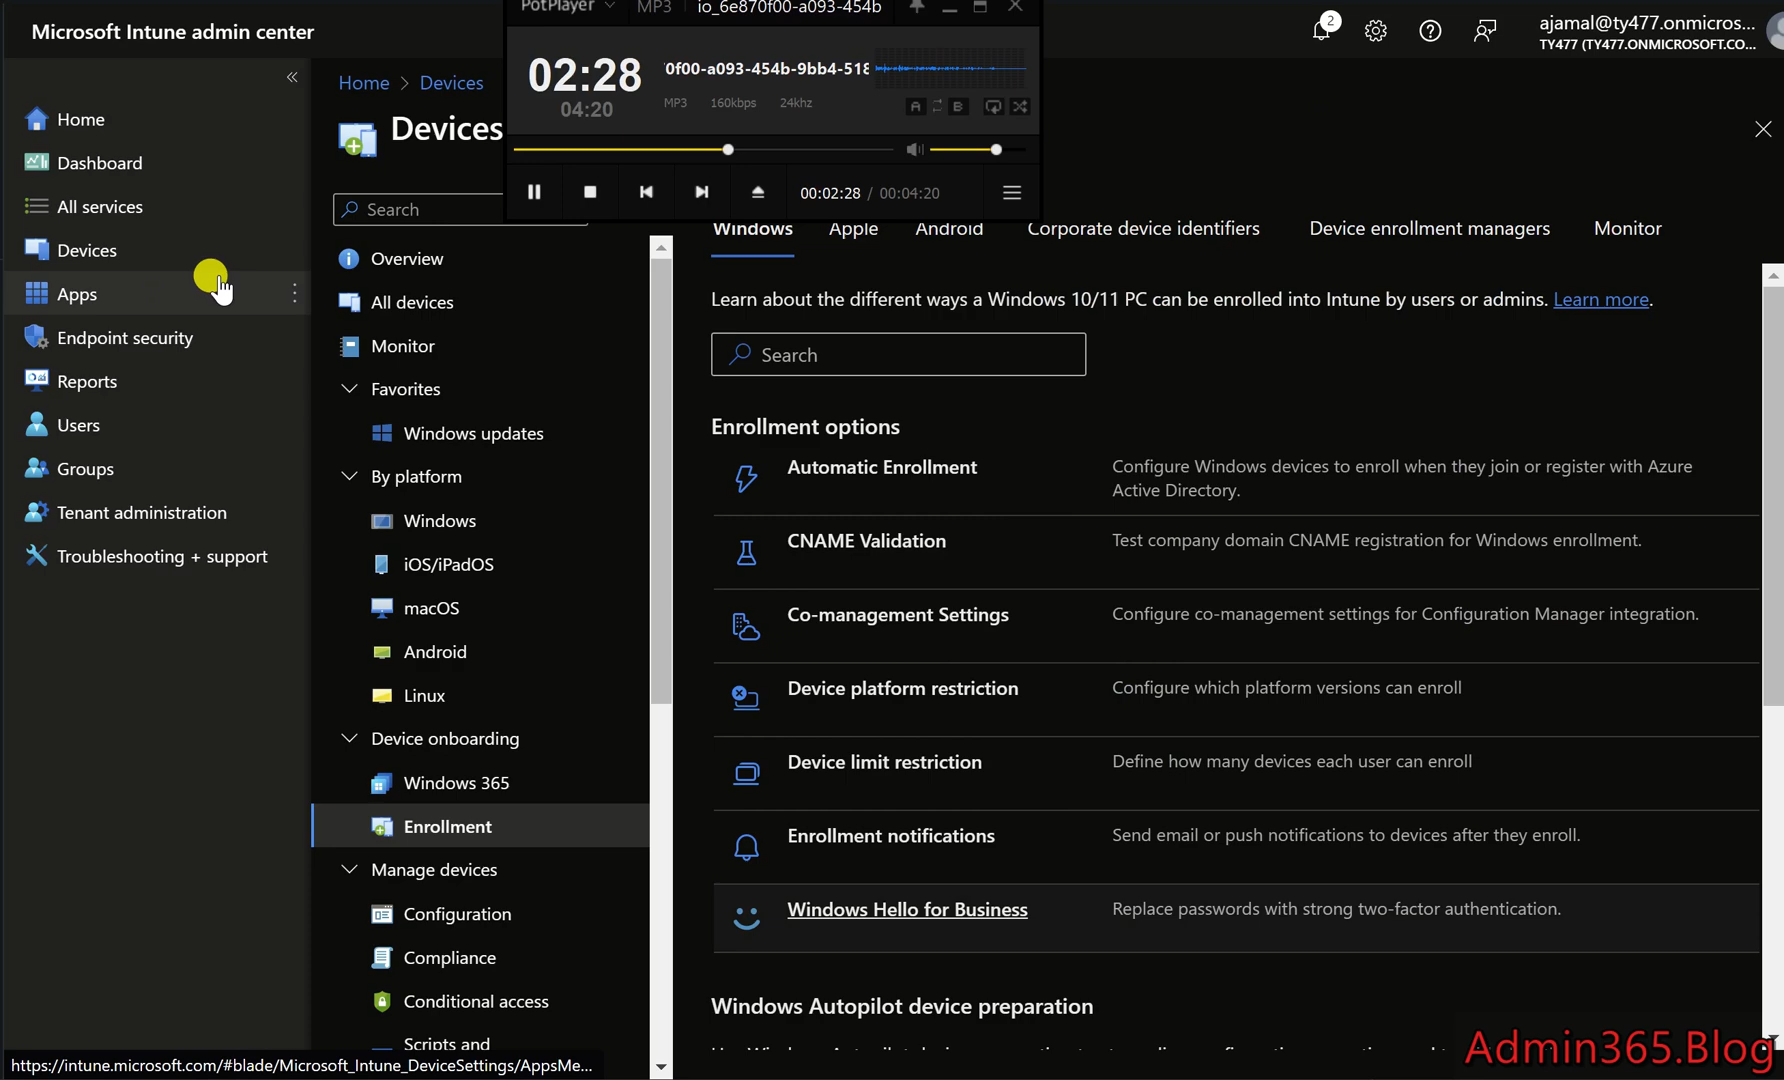 Microsoft Intune admin center
PotPlayer MP3 io_6e870f00-a093-454b
2
ajamal@ty477.onmicros...
TY477 (TY477.ONMICROSOFT.CO...
02:28
04:20
0f00-a093-454b-9bb4-518
MP3 160kbps 24khz
A B
00:02:28 / 00:04:20
Home
Dashboard
All services
Devices
Apps
Endpoint security
Reports
Users
Groups
Tenant administration
Troubleshooting + support
Home > Devices
Devices
Search
Overview
All devices
Monitor
Favorites
Windows updates
By platform
Windows
iOS/iPadOS
macOS
Android
Linux
Device onboarding
Windows 365
Enrollment
Manage devices
Configuration
Compliance
Conditional access
Scripts and
Windows Apple Android Corporate device identifiers Device enrollment managers Monitor
Learn about the different ways a Windows 10/11 PC can be enrolled into Intune by users or admins. Learn more.
Search
Enrollment options
Automatic Enrollment
Configure Windows devices to enroll when they join or register with Azure
Active Directory.
CNAME Validation
Test company domain CNAME registration for Windows enrollment.
Co-management Settings
Configure co-management settings for Configuration Manager integration.
Device platform restriction
Configure which platform versions can enroll
Device limit restriction
Define how many devices each user can enroll
Enrollment notifications
Send email or push notifications to devices after they enroll.
Windows Hello for Business
Replace passwords with strong two-factor authentication.
Windows Autopilot device preparation
https://intune.microsoft.com/#blade/Microsoft_Intune_DeviceSettings/AppsMe...
Admin365.Blog